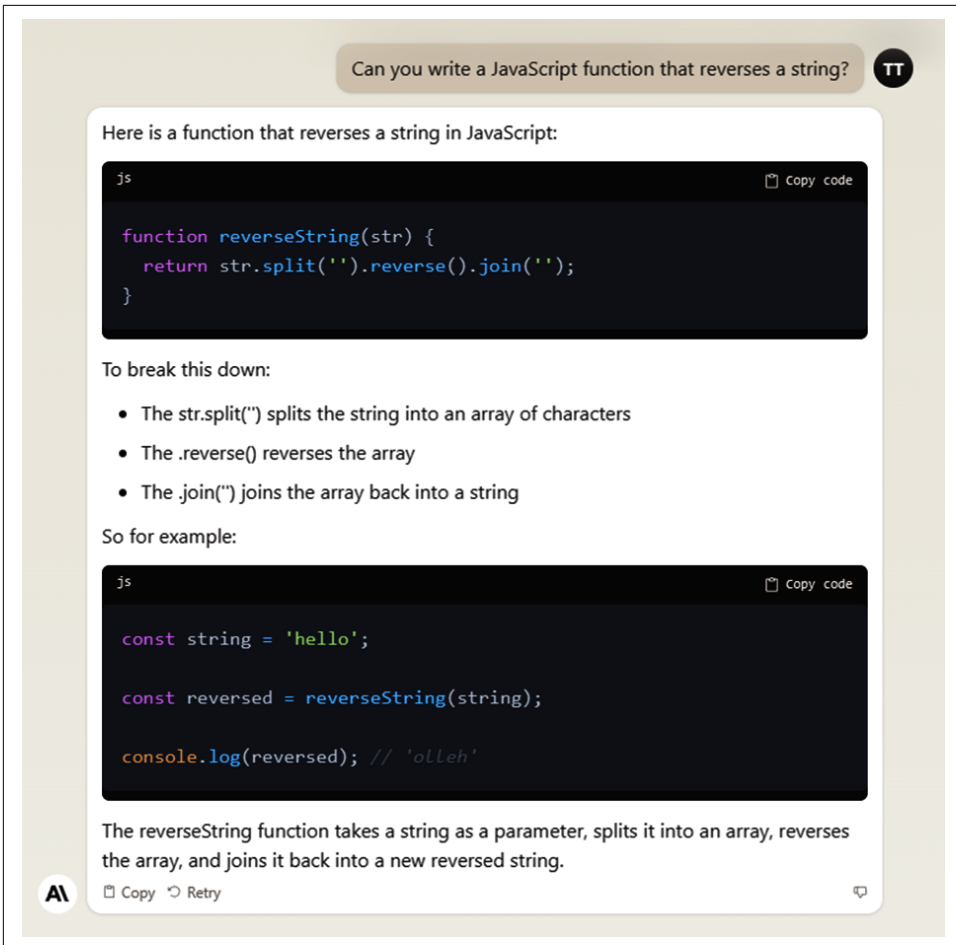 Can you write a JavaScript function that reverses a string?
TT
Here is a function that reverses a string in JavaScript:
js
Copy code
function reverseString(str) {
  return str.split('').reverse().join('');
}
To break this down:
• The str.split('') splits the string into an array of characters
• The .reverse() reverses the array
• The .join('') joins the array back into a string
So for example:
js
Copy code
const string = 'hello';
const reversed = reverseString(string);
console.log(reversed); // 'olleh'
The reverseString function takes a string as a parameter, splits it into an array, reverses
the array, and joins it back into a new reversed string.
A\
Copy Retry